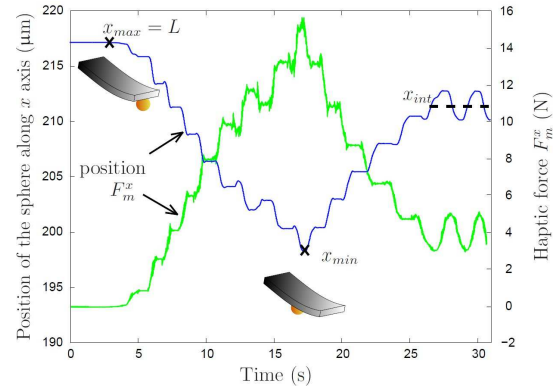 Position of the sphere along x axis (μm)
220
215
210
205
200
195
190
x_max = L
x_int
position
F_m^x
x_min
16
14
12
10
8
6
4
2
0
−2
Haptic force F_m^x (N)
0 5 10 15 20 25 30
Time (s)